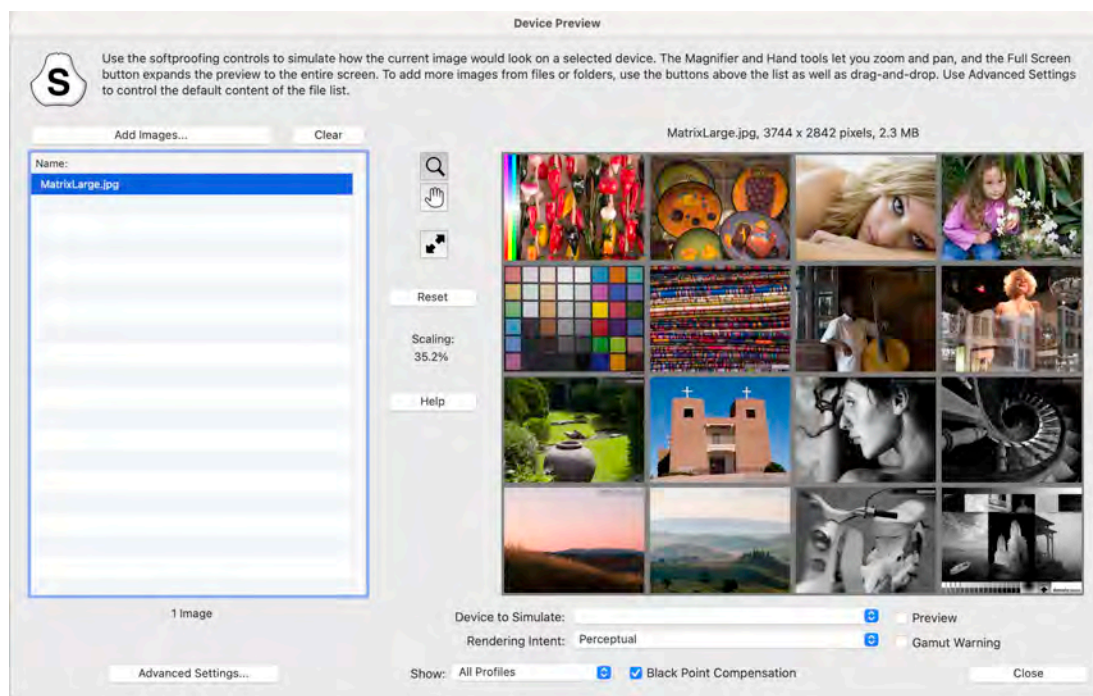 Device Preview
S
Use the softproofing controls to simulate how the current image would look on a selected device. The Magnifier and Hand tools let you zoom and pan, and the Full Screen
button expands the preview to the entire screen. To add more images from files or folders, use the buttons above the list as well as drag-and-drop. Use Advanced Settings
to control the default content of the file list.
Add Images...
Clear
MatrixLarge.jpg, 3744 x 2842 pixels, 2.3 MB
Name:
MatrixLarge.jpg
Reset
Scaling:
35.2%
Help
1 Image
Device to Simulate:
Preview
Rendering Intent: Perceptual
Gamut Warning
Advanced Settings...
Show: All Profiles
Black Point Compensation
Close